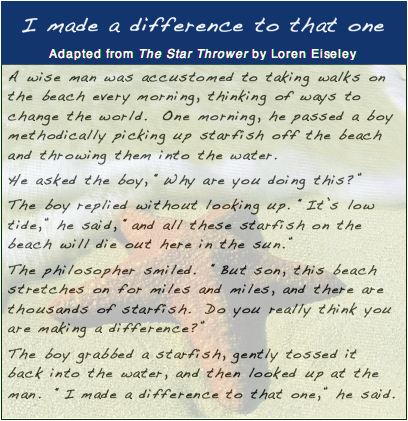 I made a difference to that one
Adapted from The Star Thrower by Loren Eiseley
A wise man was accustomed to taking walks on
the beach every morning, thinking of ways to
change the world. One morning, he passed a boy
methodically picking up starfish off the beach
and throwing them into the water.
He asked the boy, "Why are you doing this?"
The boy replied without looking up. "It's low
tide," he said, "and all these starfish on the
beach will die out here in the sun."
The philosopher smiled. "But son, this beach
stretches on for miles and miles, and there are
thousands of starfish. Do you really think you
are making a difference?"
The boy grabbed a starfish, gently tossed it
back into the water, and then looked up at the
man. "I made a difference to that one," he said.